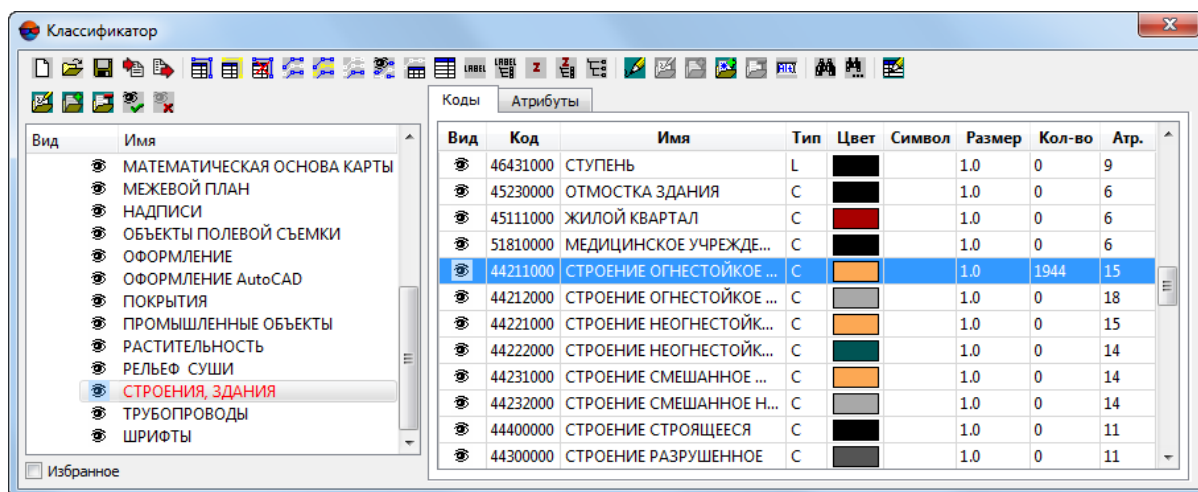 Классификатор
Коды Атрибуты
Вид Имя
МАТЕМАТИЧЕСКАЯ ОСНОВА КАРТЫ
МЕЖЕВОЙ ПЛАН
НАДПИСИ
ОБЪЕКТЫ ПОЛЕВОЙ СЪЕМКИ
ОФОРМЛЕНИЕ
ОФОРМЛЕНИЕ AutoCAD
ПОКРЫТИЯ
ПРОМЫШЛЕННЫЕ ОБЪЕКТЫ
РАСТИТЕЛЬНОСТЬ
РЕЛЬЕФ СУШИ
СТРОЕНИЯ, ЗДАНИЯ
ТРУБОПРОВОДЫ
ШРИФТЫ
Избранное
Вид Код Имя Тип Цвет Символ Размер Кол-во Атр.
46431000 СТУПЕНЬ L 1.0 0 9
45230000 ОТМОСТКА ЗДАНИЯ C 1.0 0 6
45111000 ЖИЛОЙ КВАРТАЛ C 1.0 0 6
51810000 МЕДИЦИНСКОЕ УЧРЕЖДЕ... C 1.0 0 6
44211000 СТРОЕНИЕ ОГНЕСТОЙКОЕ ... C 1.0 1944 15
44212000 СТРОЕНИЕ ОГНЕСТОЙКОЕ ... C 1.0 0 18
44221000 СТРОЕНИЕ НЕОГНЕСТОЙК... C 1.0 0 15
44222000 СТРОЕНИЕ НЕОГНЕСТОЙК... C 1.0 0 14
44231000 СТРОЕНИЕ СМЕШАННОЕ ... C 1.0 0 14
44232000 СТРОЕНИЕ СМЕШАННОЕ Н... C 1.0 0 14
44400000 СТРОЕНИЕ СТРОЯЩЕЕСЯ C 1.0 0 11
44300000 СТРОЕНИЕ РАЗРУШЕННОЕ C 1.0 0 11